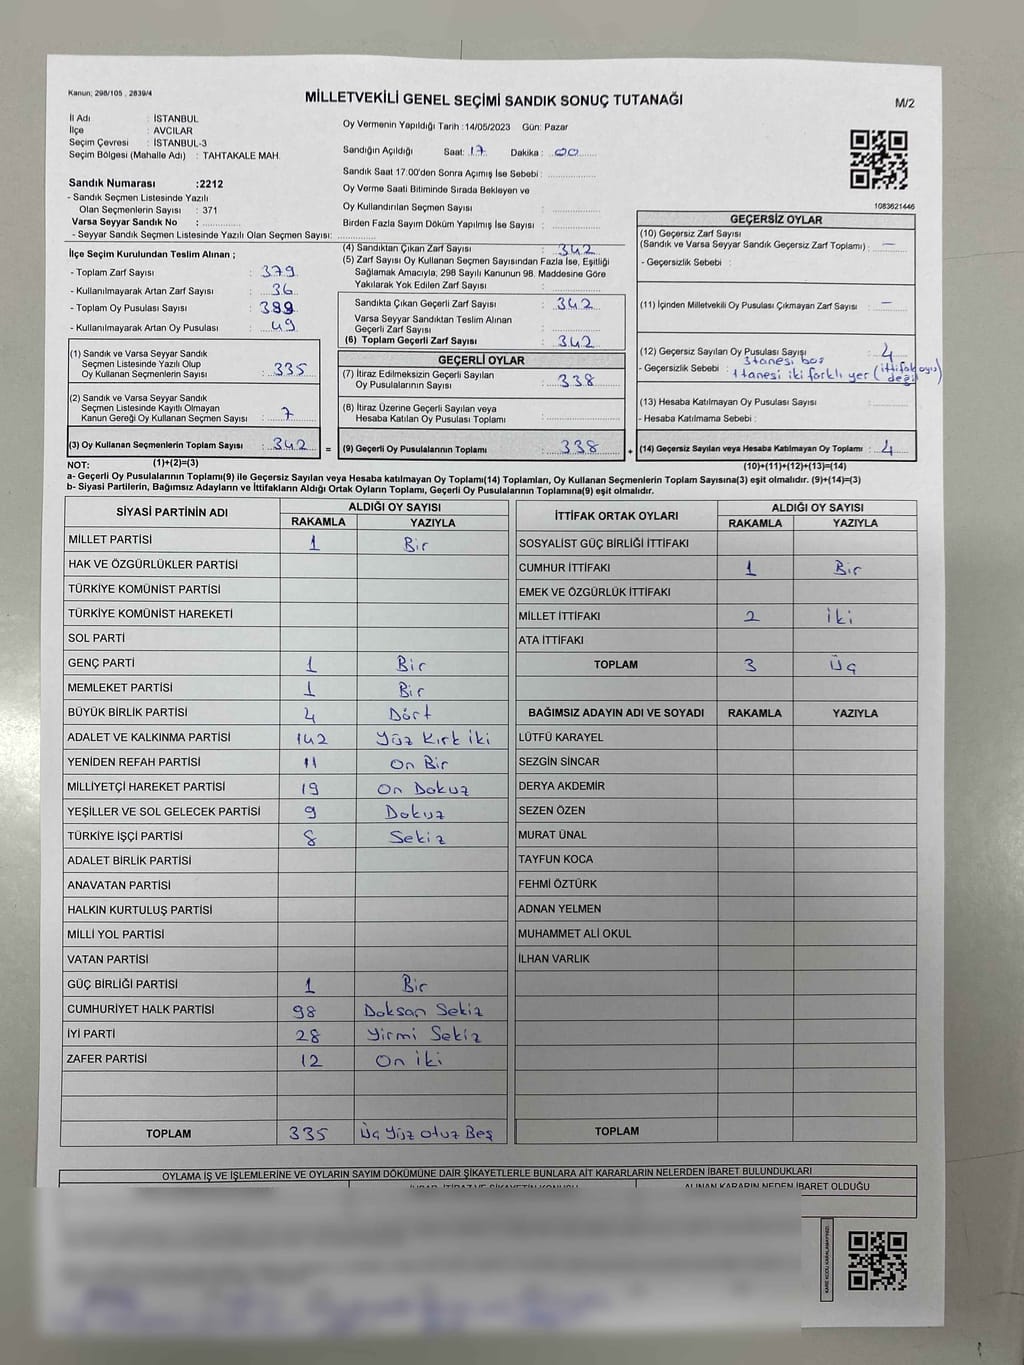 Kanun; 298/105 , 2839/4
MİLLETVEKİLİ GENEL SEÇİMİ SANDIK SONUÇ TUTANAĞI
M/2
İl Adı : İSTANBUL
İlçe : AVCILAR
Seçim Çevresi : İSTANBUL-3
Seçim Bölgesi (Mahalle Adı) : TAHTAKALE MAH.
Oy Vermenin Yapıldığı Tarih :14/05/2023 Gün: Pazar
Sandığın Açıldığı Saat: 17 Dakika : 00
Sandık Saat 17:00'den Sonra Açımış İse Sebebi :
Oy Verme Saati Bitiminde Sırada Bekleyen ve
Oy Kullandırılan Seçmen Sayısı :
Birden Fazla Sayım Döküm Yapılmış İse Sayısı :
1083621446
Sandık Numarası :2212
- Sandık Seçmen Listesinde Yazılı
Olan Seçmenlerin Sayısı : 371
Varsa Seyyar Sandık No :
- Seyyar Sandık Seçmen Listesinde Yazılı Olan Seçmen Sayısı:
İlçe Seçim Kurulundan Teslim Alınan ;
- Toplam Zarf Sayısı : 379
- Kullanılmayarak Artan Zarf Sayısı : 36
- Toplam Oy Pusulası Sayısı :
- Kullanılmayarak Artan Oy Pusulası : 49
(1) Sandık ve Varsa Seyyar Sandık
Seçmen Listesinde Yazılı Olup
Oy Kullanan Seçmenlerin Sayısı : 335
(2) Sandık ve Varsa Seyyar Sandık
Seçmen Listesinde Kayıtlı Olmayan
Kanun Gereği Oy Kullanan Seçmen Sayısı : 7
(3) Oy Kullanan Seçmenlerin Toplam Sayısı : 342 =
(1)+(2)=(3)
(4) Sandıktan Çıkan Zarf Sayısı : 342
(5) Zarf Sayısı Oy Kullanan Seçmen Sayısından Fazla İse, Eşitliği
Sağlamak Amacıyla; 298 Sayılı Kanunun 98. Maddesine Göre
Yakılarak Yok Edilen Zarf Sayısı :
Sandıkta Çıkan Geçerli Zarf Sayısı : 342
Varsa Seyyar Sandıktan Teslim Alınan
Geçerli Zarf Sayısı :
(6) Toplam Geçerli Zarf Sayısı : 342
GEÇERLİ OYLAR
(7) İtiraz Edilmeksizin Geçerli Sayılan
Oy Pusulalarının Sayısı : 338
(8) İtiraz Üzerine Geçerli Sayılan veya
Hesaba Katılan Oy Pusulası Toplamı :
(9) Geçerli Oy Pusulalarının Toplamı : 338 +
GEÇERSİZ OYLAR
(10) Geçersiz Zarf Sayısı
(Sandık ve Varsa Seyyar Sandık Geçersiz Zarf Toplamı) : -
- Geçersizlik Sebebi :
(11) İçinden Milletvekili Oy Pusulası Çıkmayan Zarf Sayısı : -
(12) Geçersiz Sayılan Oy Pusulası Sayısı : 4
3 tanesi boş
- Geçersizlik Sebebi : 1 tanesi iki farklı yer (ittifak oyu değil)
(13) Hesaba Katılmayan Oy Pusulası Sayısı :
- Hesaba Katılmama Sebebi :
(14) Geçersiz Sayılan veya Hesaba Katılmayan Oy Toplamı : 4
(10)+(11)+(12)+(13)=(14)
NOT:
a- Geçerli Oy Pusulalarının Toplamı(9) ile Geçersiz Sayılan veya Hesaba katılmayan Oy Toplamı(14) Toplamları, Oy Kullanan Seçmenlerin Toplam Sayısına(3) eşit olmalıdır. (9)+(14)=(3)
b- Siyasi Partilerin, Bağımsız Adayların ve İttifakların Aldığı Ortak Oyların Toplamı, Geçerli Oy Pusulalarının Toplamına(9) eşit olmalıdır.
SİYASİ PARTİNİN ADI ALDIĞI OY SAYISI
RAKAMLA YAZIYLA
MİLLET PARTİSİ 1 Bir
HAK VE ÖZGÜRLÜKLER PARTİSİ
TÜRKİYE KOMÜNİST PARTİSİ
TÜRKİYE KOMÜNİST HAREKETİ
SOL PARTİ
GENÇ PARTİ 1 Bir
MEMLEKET PARTİSİ 1 Bir
BÜYÜK BİRLİK PARTİSİ 4 Dört
ADALET VE KALKINMA PARTİSİ 142 Yüz Kırk iki
YENİDEN REFAH PARTİSİ 11 On Bir
MİLLİYETÇİ HAREKET PARTİSİ 19 On Dokuz
YEŞİLLER VE SOL GELECEK PARTİSİ 9 Dokuz
TÜRKİYE İŞÇİ PARTİSİ 8 Sekiz
ADALET BİRLİK PARTİSİ
ANAVATAN PARTİSİ
HALKIN KURTULUŞ PARTİSİ
MİLLİ YOL PARTİSİ
VATAN PARTİSİ
GÜÇ BİRLİĞİ PARTİSİ 1 Bir
CUMHURİYET HALK PARTİSİ 98 Doksan Sekiz
İYİ PARTİ 28 Yirmi Sekiz
ZAFER PARTİSİ 12 On iki
TOPLAM 335 Üç Yüz Otuz Beş
İTTİFAK ORTAK OYLARI ALDIĞI OY SAYISI
RAKAMLA YAZIYLA
SOSYALİST GÜÇ BİRLİĞİ İTTİFAKI
CUMHUR İTTİFAKI 1 Bir
EMEK VE ÖZGÜRLÜK İTTİFAKI
MİLLET İTTİFAKI 2 iki
ATA İTTİFAKI
TOPLAM 3 Üç
BAĞIMSIZ ADAYIN ADI VE SOYADI RAKAMLA YAZIYLA
LÜTFÜ KARAYEL
SEZGİN SİNCAR
DERYA AKDEMİR
SEZEN ÖZEN
MURAT ÜNAL
TAYFUN KOCA
FEHMİ ÖZTÜRK
ADNAN YELMEN
MUHAMMET ALİ OKUL
İLHAN VARLIK
TOPLAM
OYLAMA İŞ VE İŞLEMLERİNE VE OYLARIN SAYIM DÖKÜMÜNE DAİR ŞİKAYETLERLE BUNLARA AİT KARARLARIN NELERDEN İBARET BULUNDUKLARI
ALINAN KARARIN NEDEN İBARET OLDUĞU